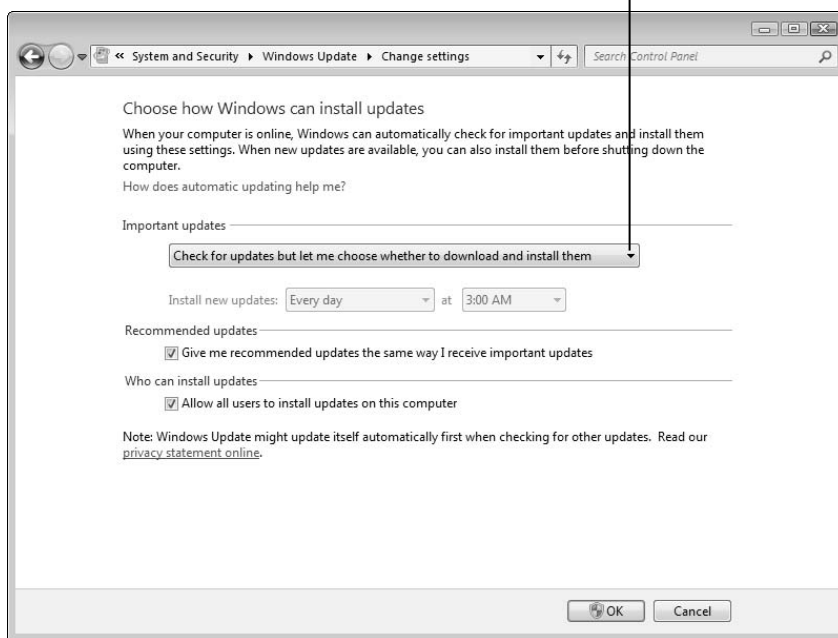 « System and Security ▸ Windows Update ▸ Change settings
Search Control Panel
Choose how Windows can install updates
When your computer is online, Windows can automatically check for important updates and install them
using these settings. When new updates are available, you can also install them before shutting down the
computer.
How does automatic updating help me?
Important updates
Check for updates but let me choose whether to download and install them
Install new updates: Every day at 3:00 AM
Recommended updates
Give me recommended updates the same way I receive important updates
Who can install updates
Allow all users to install updates on this computer
Note: Windows Update might update itself automatically first when checking for other updates. Read our
privacy statement online.
OK Cancel